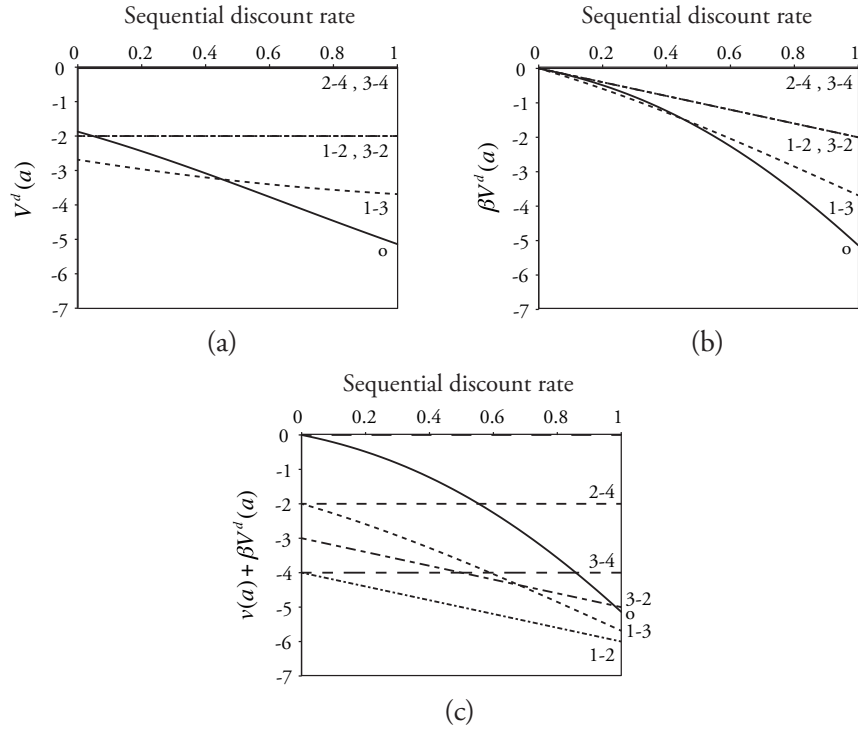 Sequential discount rate
0 0.2 0.4 0.6 0.8 1
0
-1
-2
-3
-4
-5
-6
-7
V^d(a)
2-4 , 3-4
1-2 , 3-2
1-3
o
(a)
Sequential discount rate
0 0.2 0.4 0.6 0.8 1
0
-1
-2
-3
-4
-5
-6
-7
βV^d(a)
2-4 , 3-4
1-2 , 3-2
1-3
o
(b)
Sequential discount rate
0 0.2 0.4 0.6 0.8 1
0
-1
-2
-3
-4
-5
-6
-7
v(a) + βV^d(a)
2-4
3-4
3-2
o
1-3
1-2
(c)